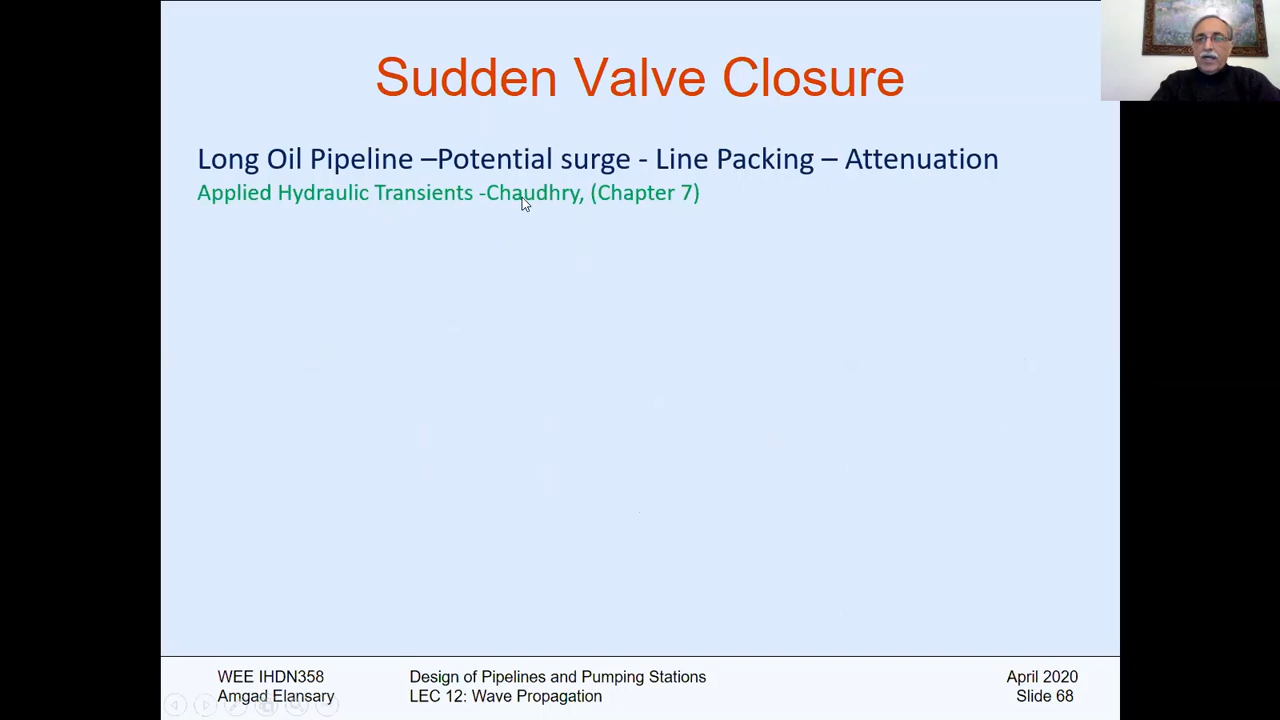 Sudden Valve Closure
Long Oil Pipeline –Potential surge - Line Packing – Attenuation
Applied Hydraulic Transients -Chaudhry, (Chapter 7)
WEE IHDN358
Amgad Elansary
Design of Pipelines and Pumping Stations
LEC 12: Wave Propagation
April 2020
Slide 68